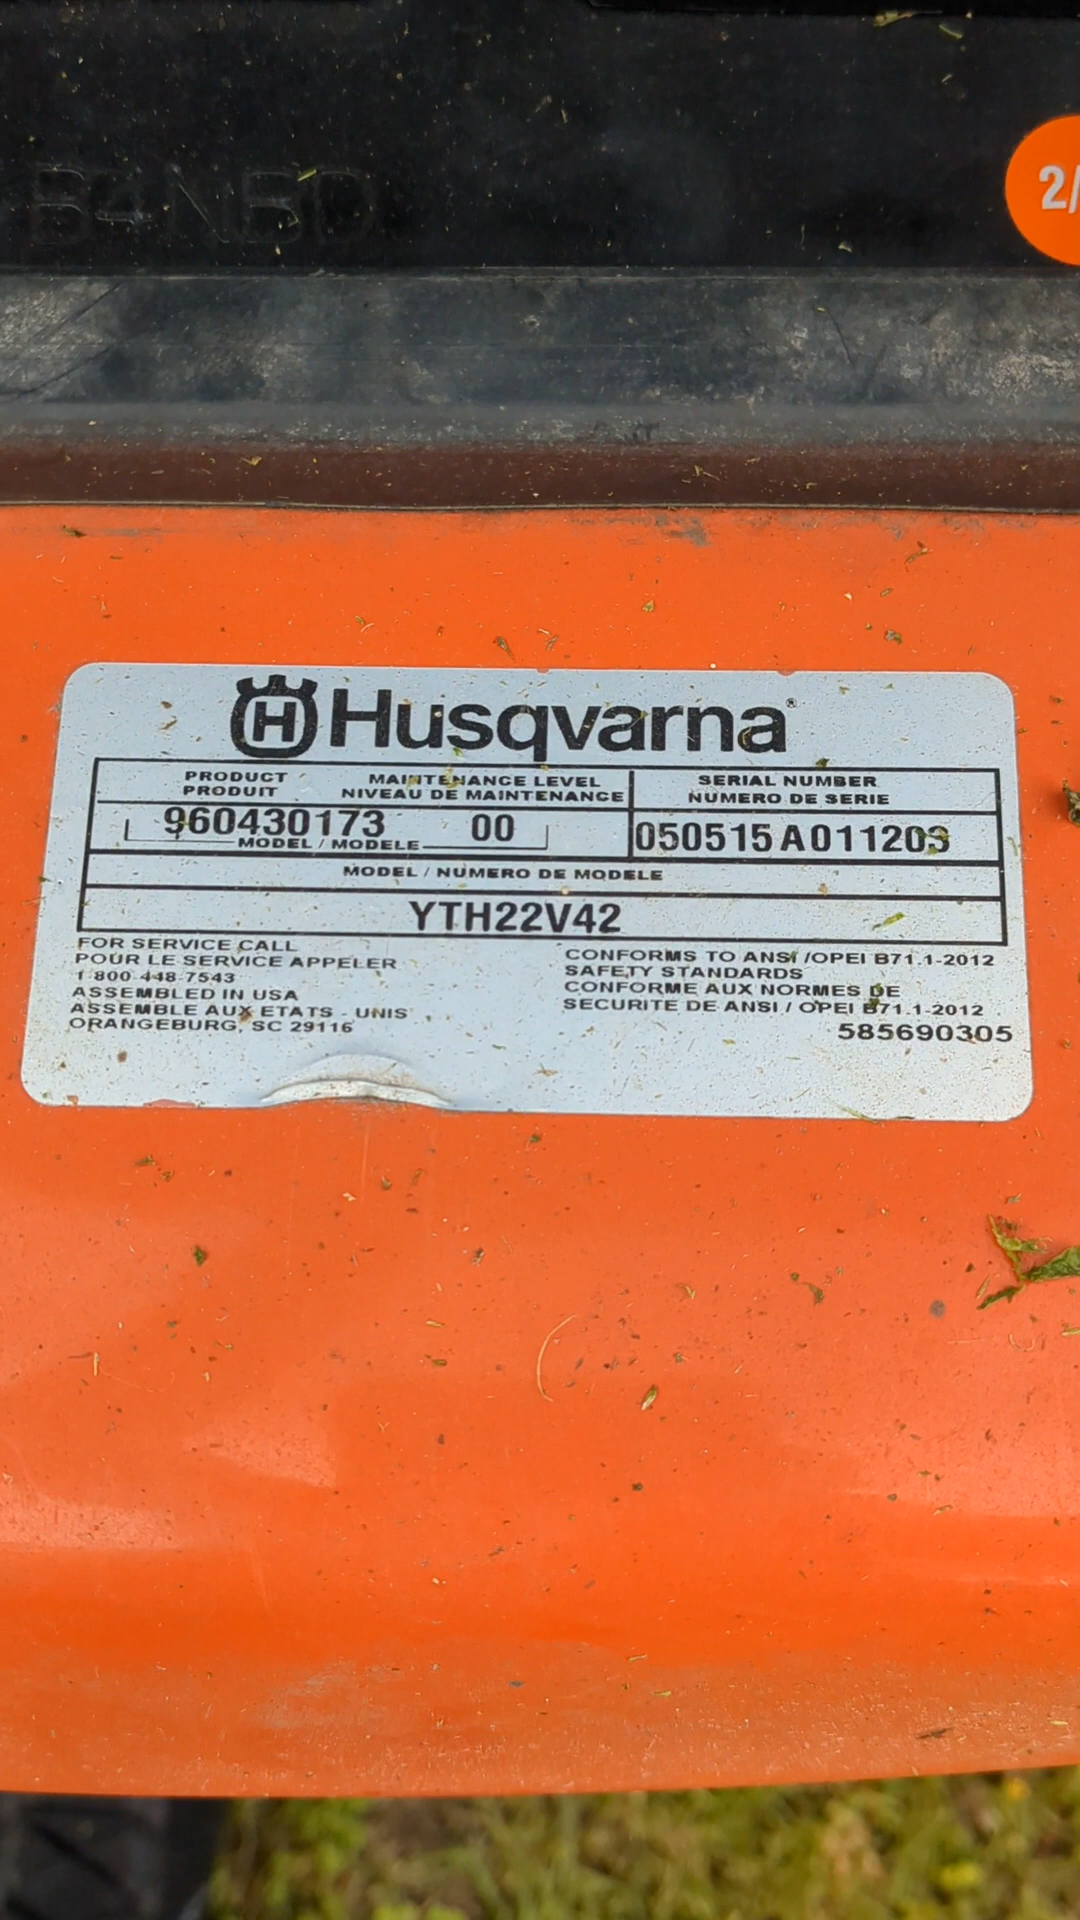 2/
Husqvarna
PRODUCT MAINTENANCE LEVEL SERIAL NUMBER
PRODUIT NIVEAU DE MAINTENANCE NUMERO DE SERIE
960430173 00 050515A011203
MODEL / MODELE
MODEL / NUMERO DE MODELE
YTH22V42
FOR SERVICE CALL
POUR LE SERVICE APPELER
1 800 448 7543
ASSEMBLED IN USA
ASSEMBLE AUX ETATS - UNIS
ORANGEBURG, SC 29116
CONFORMS TO ANSI /OPEI B71.1-2012
SAFETY STANDARDS
CONFORME AUX NORMES DE
SECURITE DE ANSI / OPEI B71.1-2012
585690305